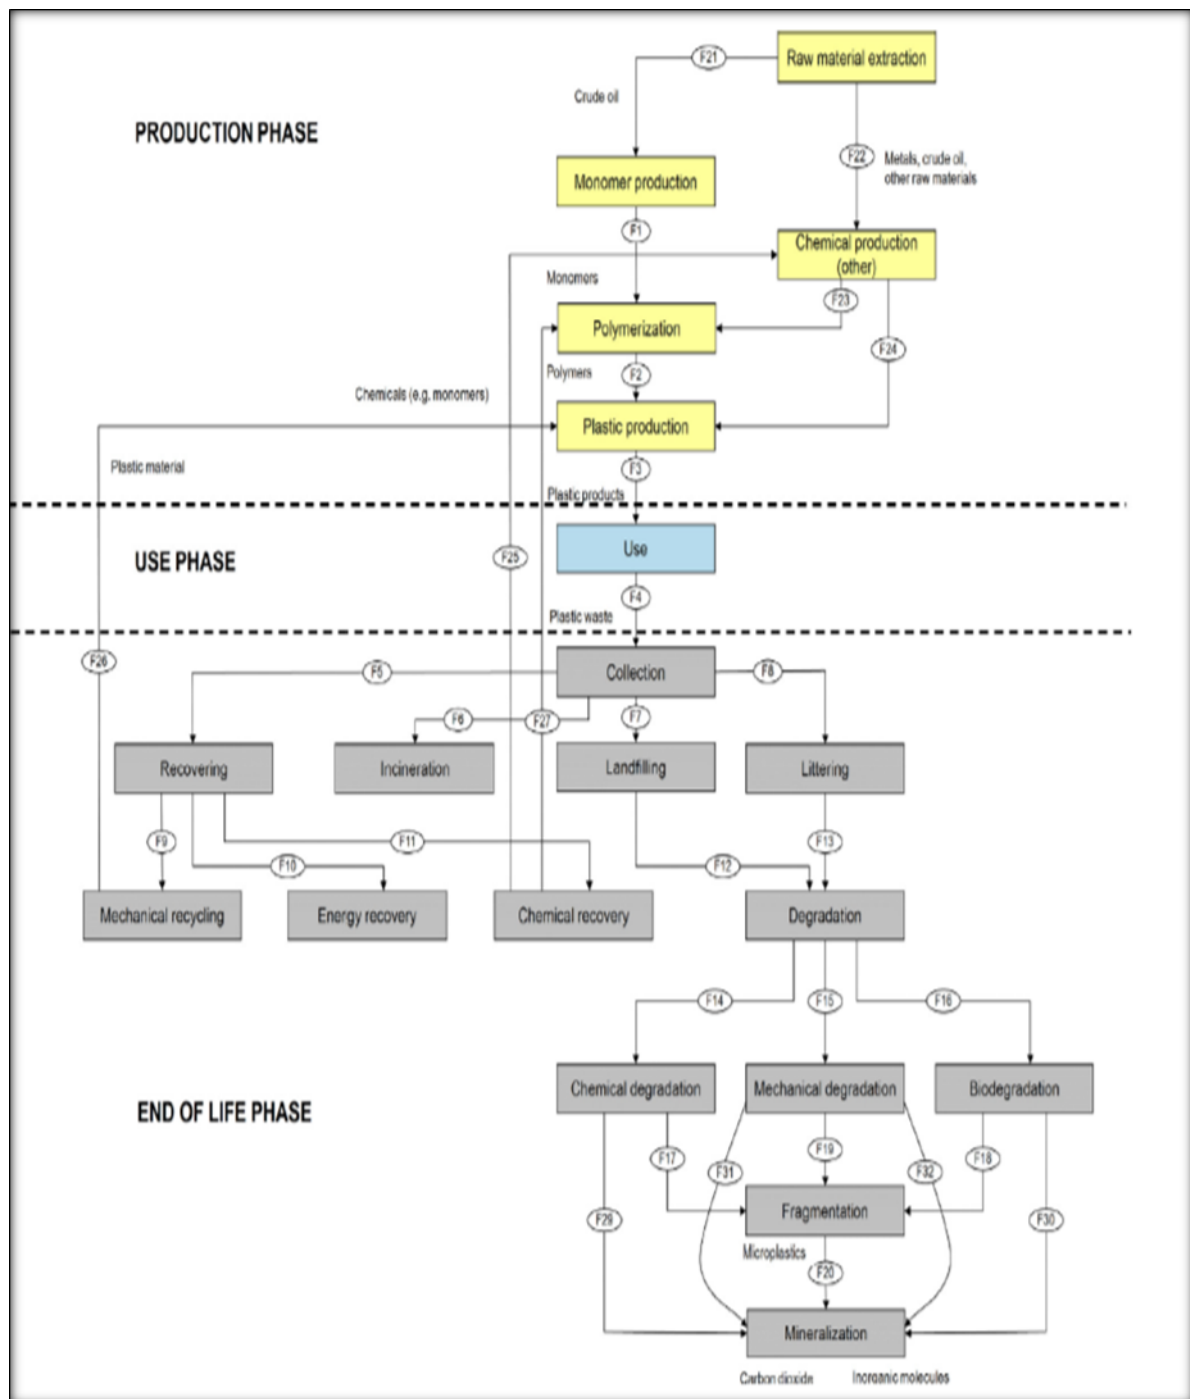 F21
Raw material extraction
Crude oil
PRODUCTION PHASE
F22
Metals, crude oil,
other raw materials
Monomer production
F1
Chemical production
(other)
Monomers
F23
Polymerization
F24
Polymers
F2
Chemicals (e.g. monomers)
Plastic production
Plastic material
F3
Plastic products
USE PHASE
F25
Use
F4
Plastic waste
F26
F5
Collection
F8
F6
F27
F7
Recovering
Incineration
Landfilling
Littering
F9
F10
F11
F12
F13
Mechanical recycling
Energy recovery
Chemical recovery
Degradation
F14
F15
F16
Chemical degradation
Mechanical degradation
Biodegradation
END OF LIFE PHASE
F17
F31
F19
F32
F18
F29
Fragmentation
F30
Microplastics
F20
Mineralization
Carbon dioxide
Inorganic molecules